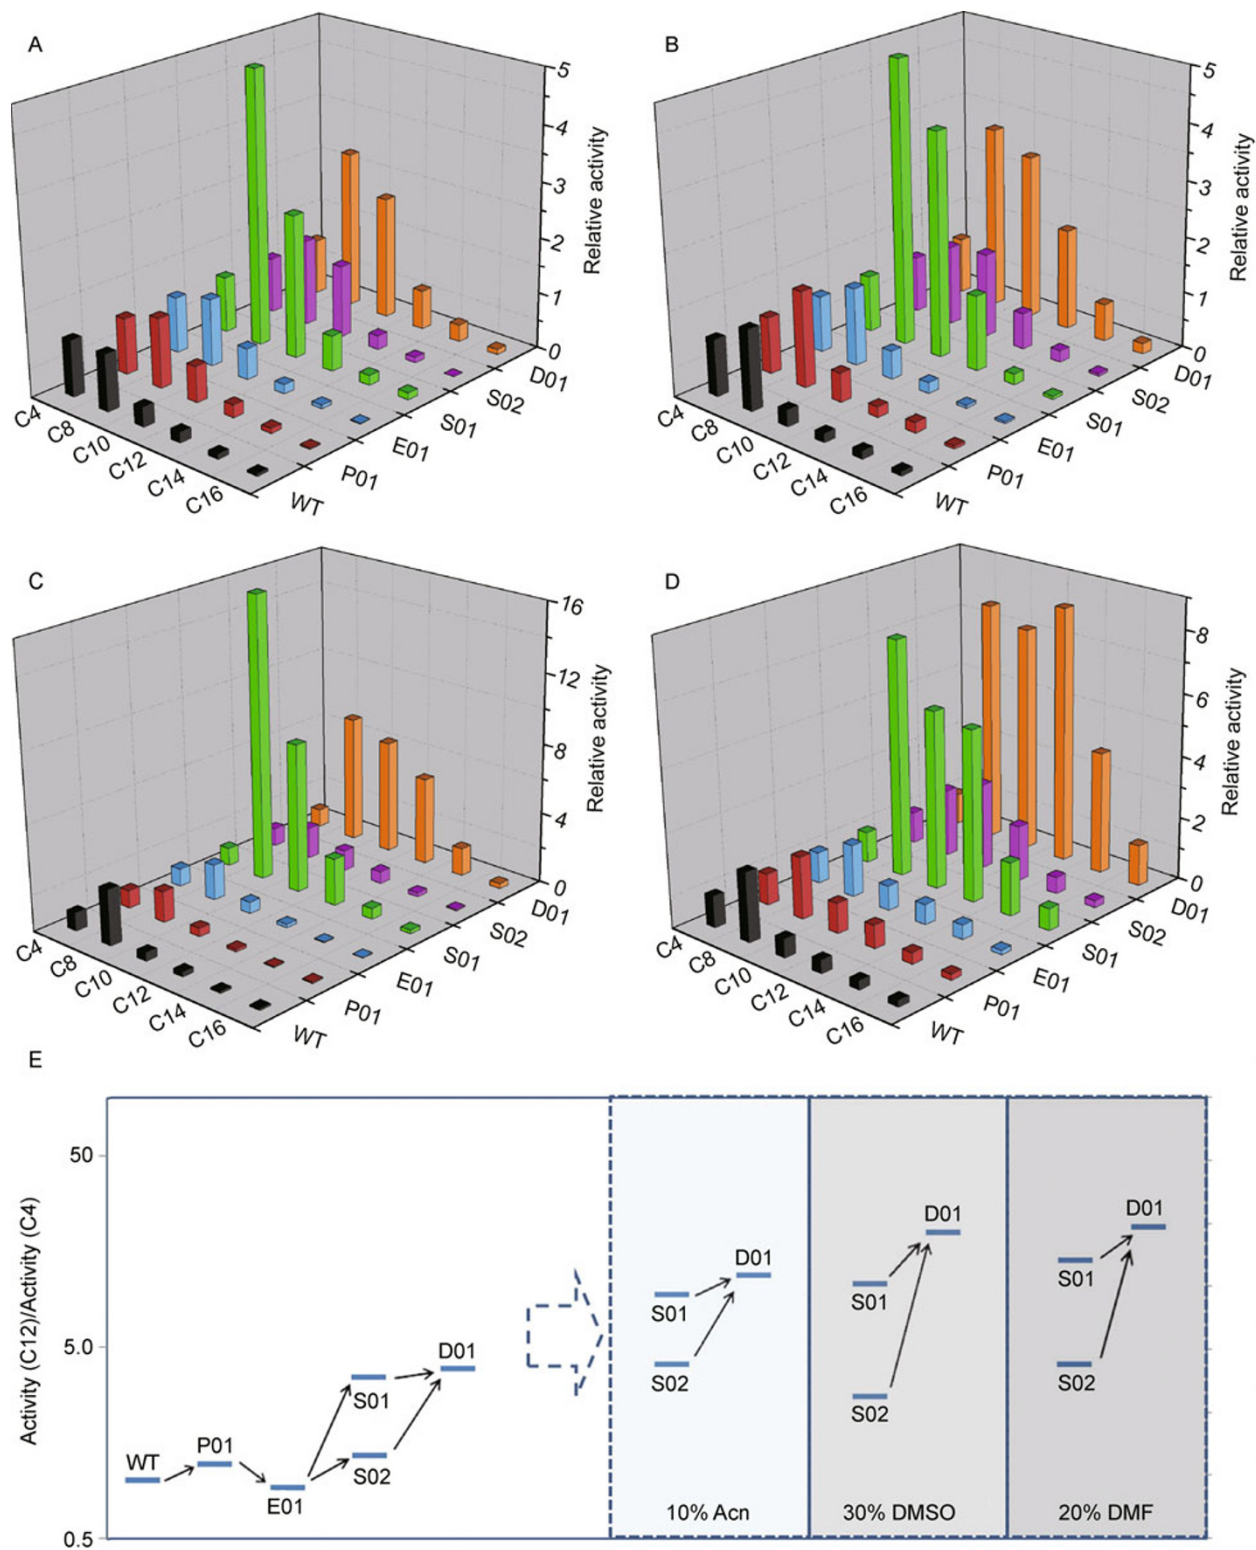 A
5
4
3
2
1
0
Relative activity
C4
C8
C10
C12
C14
C16
WT
P01
E01
S01
S02
D01
B
5
4
3
2
1
0
Relative activity
C4
C8
C10
C12
C14
C16
WT
P01
E01
S01
S02
D01
C
16
12
8
4
0
Relative activity
C4
C8
C10
C12
C14
C16
WT
P01
E01
S01
S02
D01
D
8
6
4
2
0
Relative activity
C4
C8
C10
C12
C14
C16
WT
P01
E01
S01
S02
D01
E
Activity (C12)/Activity (C4)
50
5.0
0.5
WT
P01
E01
S01
S02
D01
S01
S02
D01
10% Acn
S01
S02
D01
30% DMSO
S01
S02
D01
20% DMF